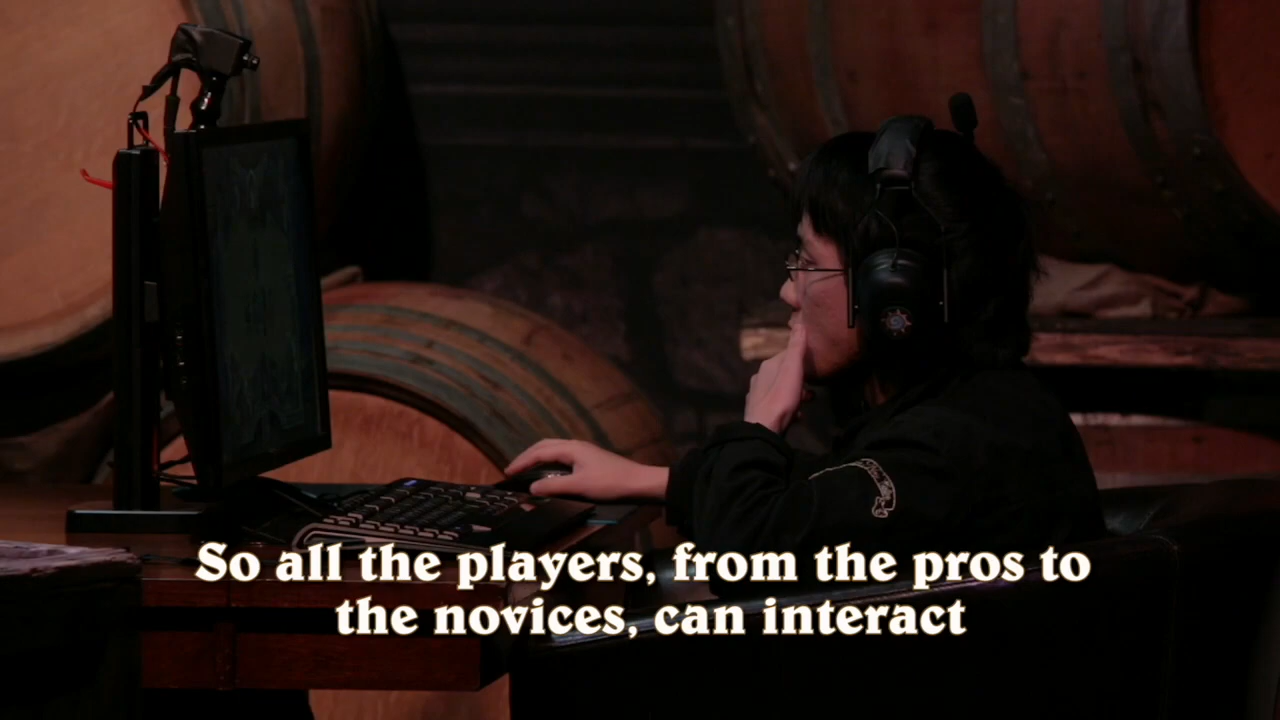 So all the players, from the pros to
the novices, can interact